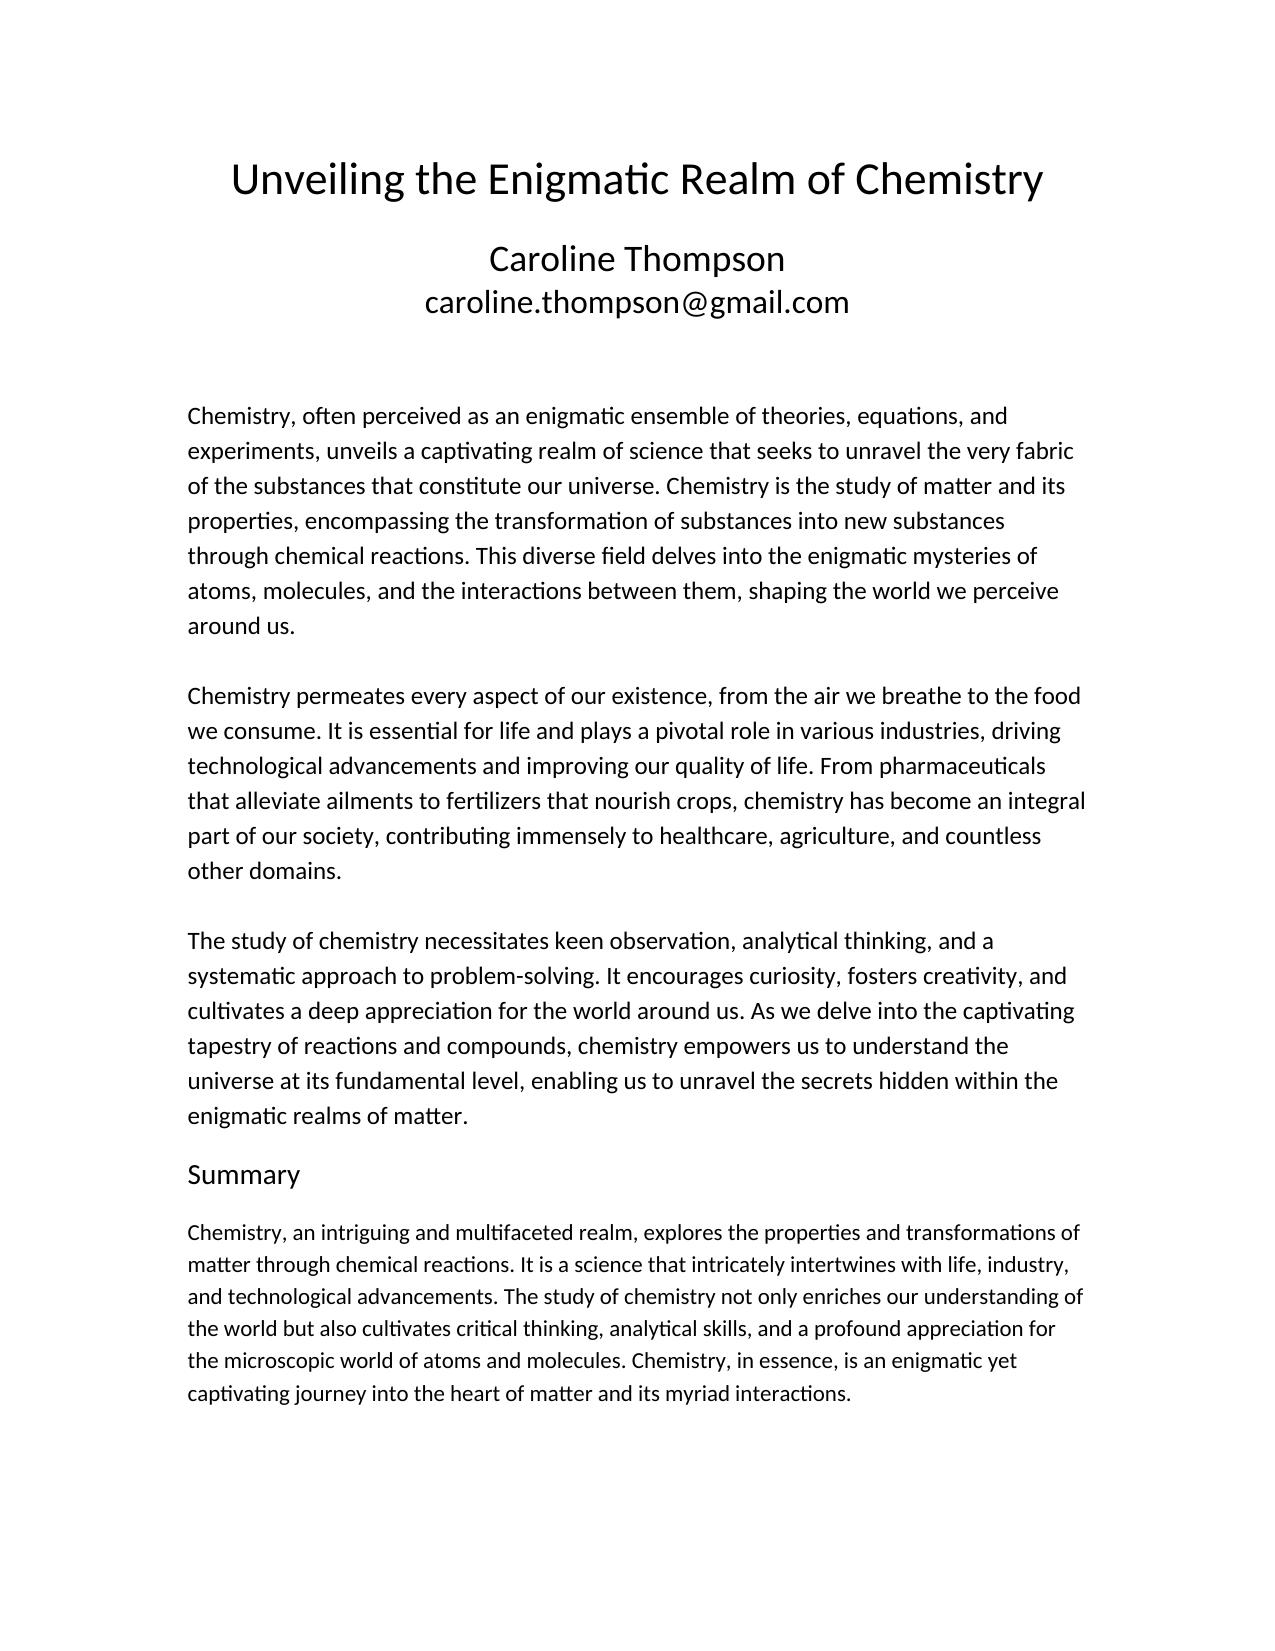 Unveiling the Enigmatic Realm of Chemistry
Caroline Thompson
caroline.thompson@gmail.com
Chemistry, often perceived as an enigmatic ensemble of theories, equations, and
experiments, unveils a captivating realm of science that seeks to unravel the very fabric
of the substances that constitute our universe. Chemistry is the study of matter and its
properties, encompassing the transformation of substances into new substances
through chemical reactions. This diverse field delves into the enigmatic mysteries of
atoms, molecules, and the interactions between them, shaping the world we perceive
around us.
Chemistry permeates every aspect of our existence, from the air we breathe to the food
we consume. It is essential for life and plays a pivotal role in various industries, driving
technological advancements and improving our quality of life. From pharmaceuticals
that alleviate ailments to fertilizers that nourish crops, chemistry has become an integral
part of our society, contributing immensely to healthcare, agriculture, and countless
other domains.
The study of chemistry necessitates keen observation, analytical thinking, and a
systematic approach to problem-solving. It encourages curiosity, fosters creativity, and
cultivates a deep appreciation for the world around us. As we delve into the captivating
tapestry of reactions and compounds, chemistry empowers us to understand the
universe at its fundamental level, enabling us to unravel the secrets hidden within the
enigmatic realms of matter.
Summary
Chemistry, an intriguing and multifaceted realm, explores the properties and transformations of
matter through chemical reactions. It is a science that intricately intertwines with life, industry,
and technological advancements. The study of chemistry not only enriches our understanding of
the world but also cultivates critical thinking, analytical skills, and a profound appreciation for
the microscopic world of atoms and molecules. Chemistry, in essence, is an enigmatic yet
captivating journey into the heart of matter and its myriad interactions.